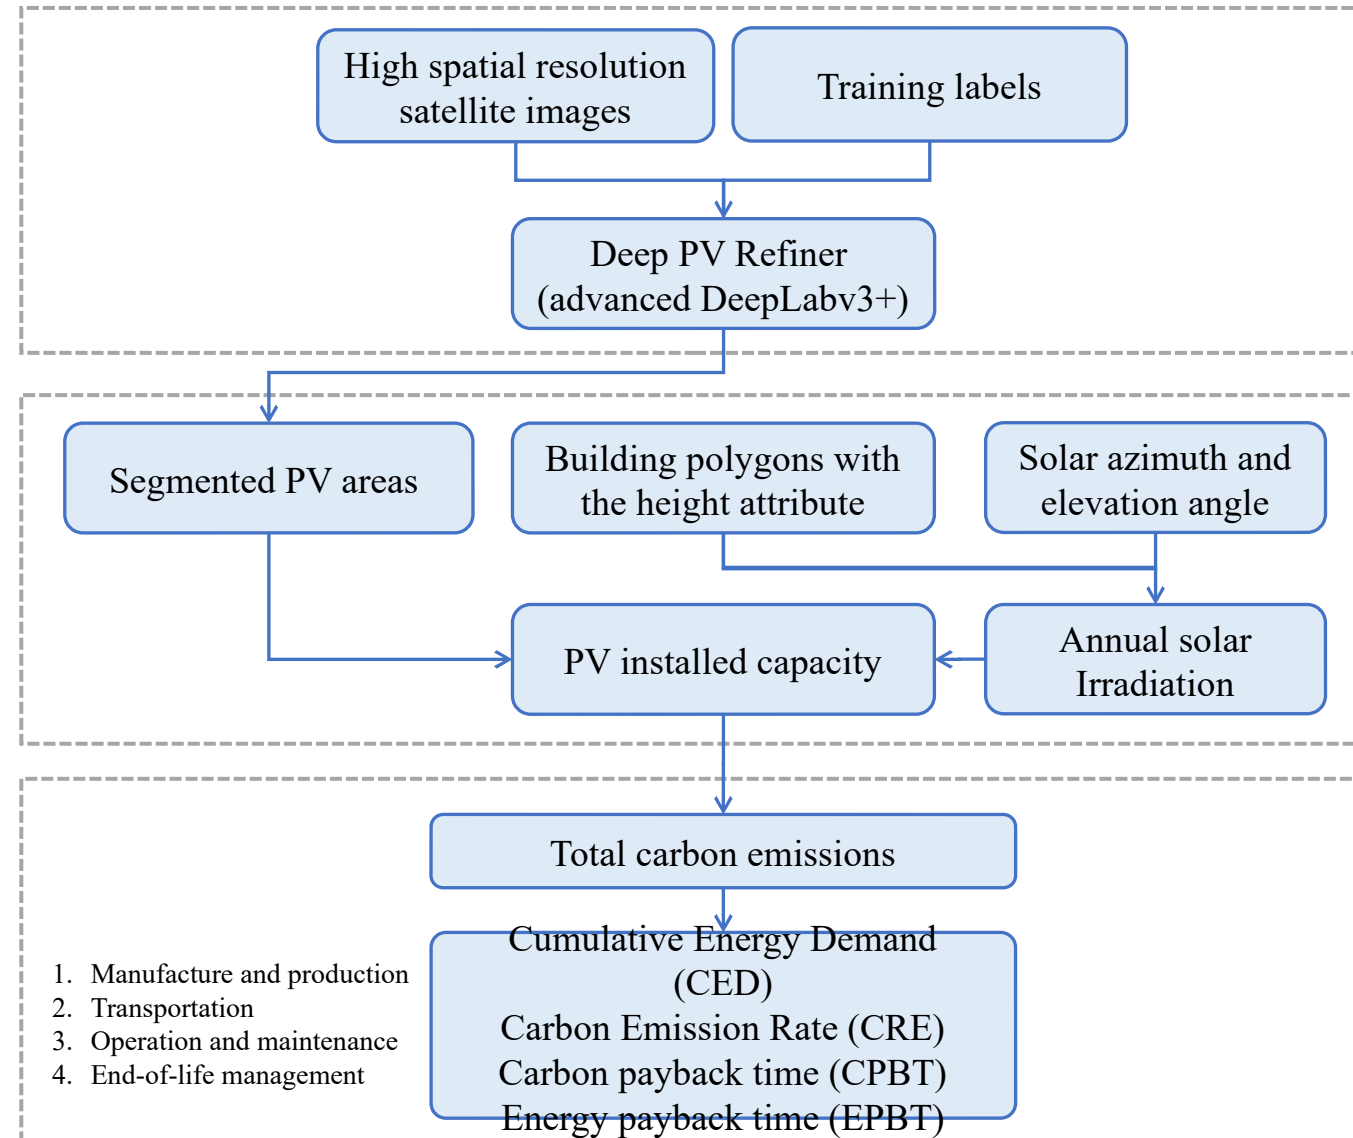 High spatial resolution
satellite images
Training labels
Deep PV Refiner
(advanced DeepLabv3+)
Segmented PV areas
Building polygons with
the height attribute
Solar azimuth and
elevation angle
PV installed capacity
Annual solar
Irradiation
Total carbon emissions
1. Manufacture and production
2. Transportation
3. Operation and maintenance
4. End-of-life management
Cumulative Energy Demand
(CED)
Carbon Emission Rate (CRE)
Carbon payback time (CPBT)
Energy payback time (EPBT)